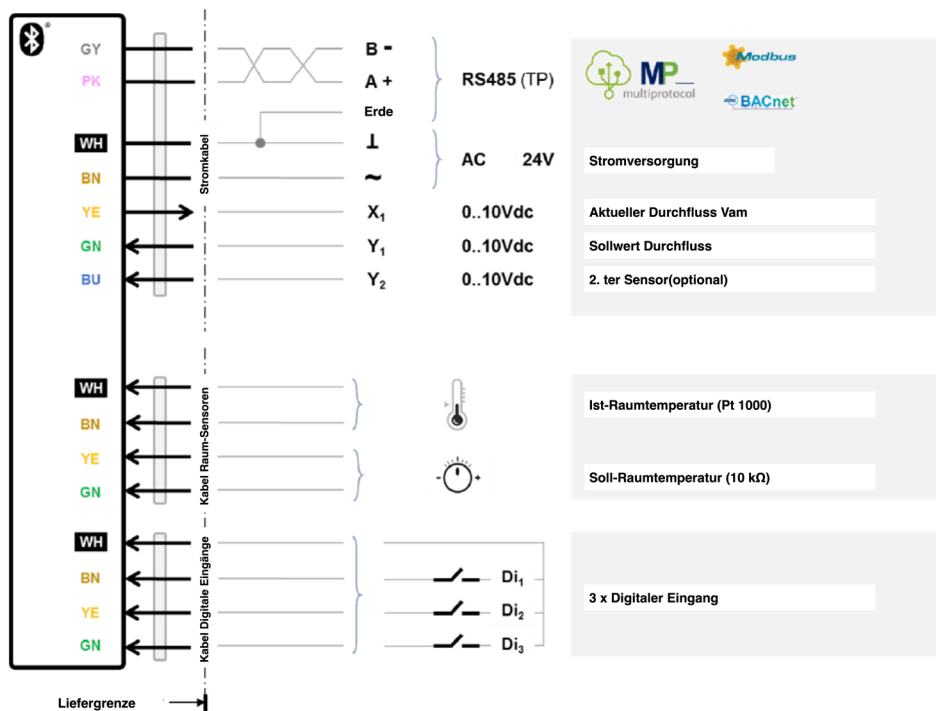 GY B - 
PK A + RS485 (TP) MP_ multiprotocol Modbus BACnet
Erde
WH ⊥ AC 24V Stromversorgung
BN ~
YE X1 0..10Vdc Aktueller Durchfluss Vam
GN Y1 0..10Vdc Sollwert Durchfluss
BU Y2 0..10Vdc 2. ter Sensor(optional)
Stromkabel
WH
BN Ist-Raumtemperatur (Pt 1000)
YE
GN - + Soll-Raumtemperatur (10 kΩ)
Kabel Raum-Sensoren
WH
BN Di1
YE Di2 3 x Digitaler Eingang
GN Di3
Kabel Digitale Eingänge
Liefergrenze